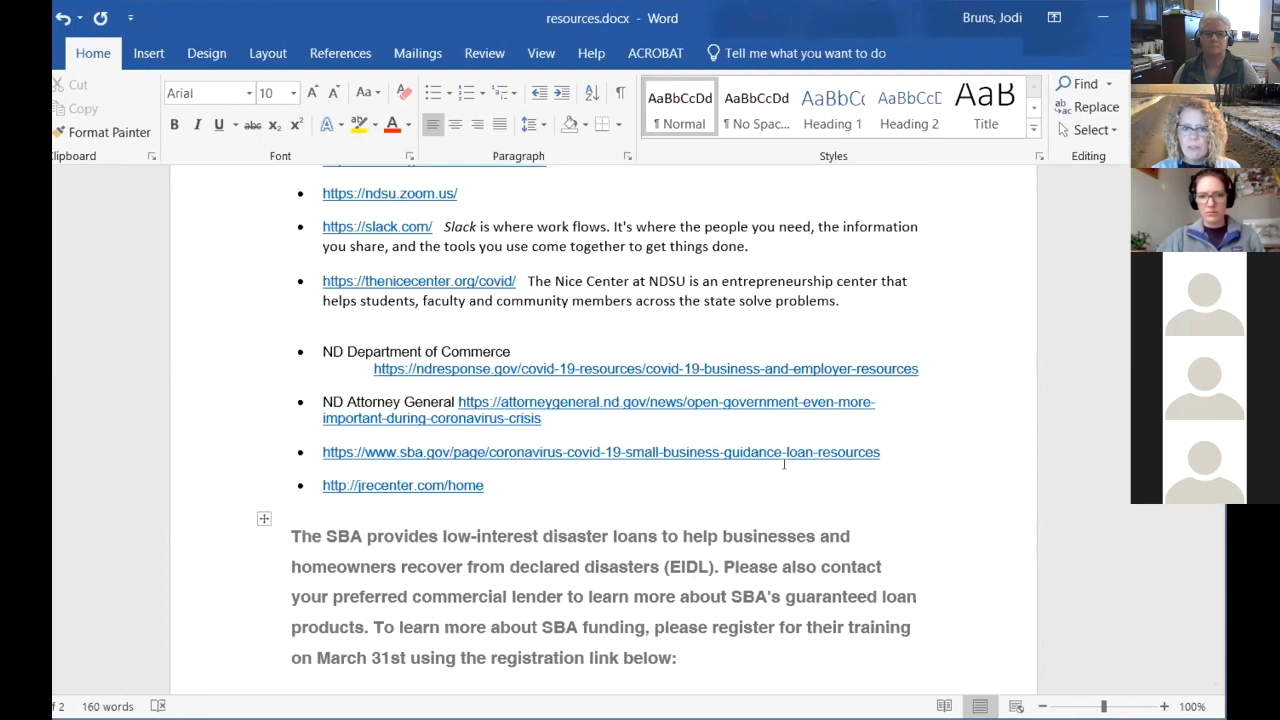 resources.docx - Word
Bruns, Jodi
Home Insert Design Layout References Mailings Review View Help ACROBAT Tell me what you want to do
Cut
Copy
Format Painter
lipboard
Arial
10
Aa
B I U abc X₂ X²
A
Font
Paragraph
AaBbCcDd AaBbCcDd AaBbCc AaBbCcD AaB
¶ Normal ¶ No Spac... Heading 1 Heading 2 Title
Styles
Find
Replace
Select
Editing
https://ndsu.zoom.us/
https://slack.com/ Slack is where work flows. It's where the people you need, the information
you share, and the tools you use come together to get things done.
https://thenicecenter.org/covid/ The Nice Center at NDSU is an entrepreneurship center that
helps students, faculty and community members across the state solve problems.
ND Department of Commerce
https://ndresponse.gov/covid-19-resources/covid-19-business-and-employer-resources
ND Attorney General https://attorneygeneral.nd.gov/news/open-government-even-more-
important-during-coronavirus-crisis
https://www.sba.gov/page/coronavirus-covid-19-small-business-guidance-loan-resources
http://jrecenter.com/home
The SBA provides low-interest disaster loans to help businesses and
homeowners recover from declared disasters (EIDL). Please also contact
your preferred commercial lender to learn more about SBA's guaranteed loan
products. To learn more about SBA funding, please register for their training
on March 31st using the registration link below:
f 2 160 words
100%